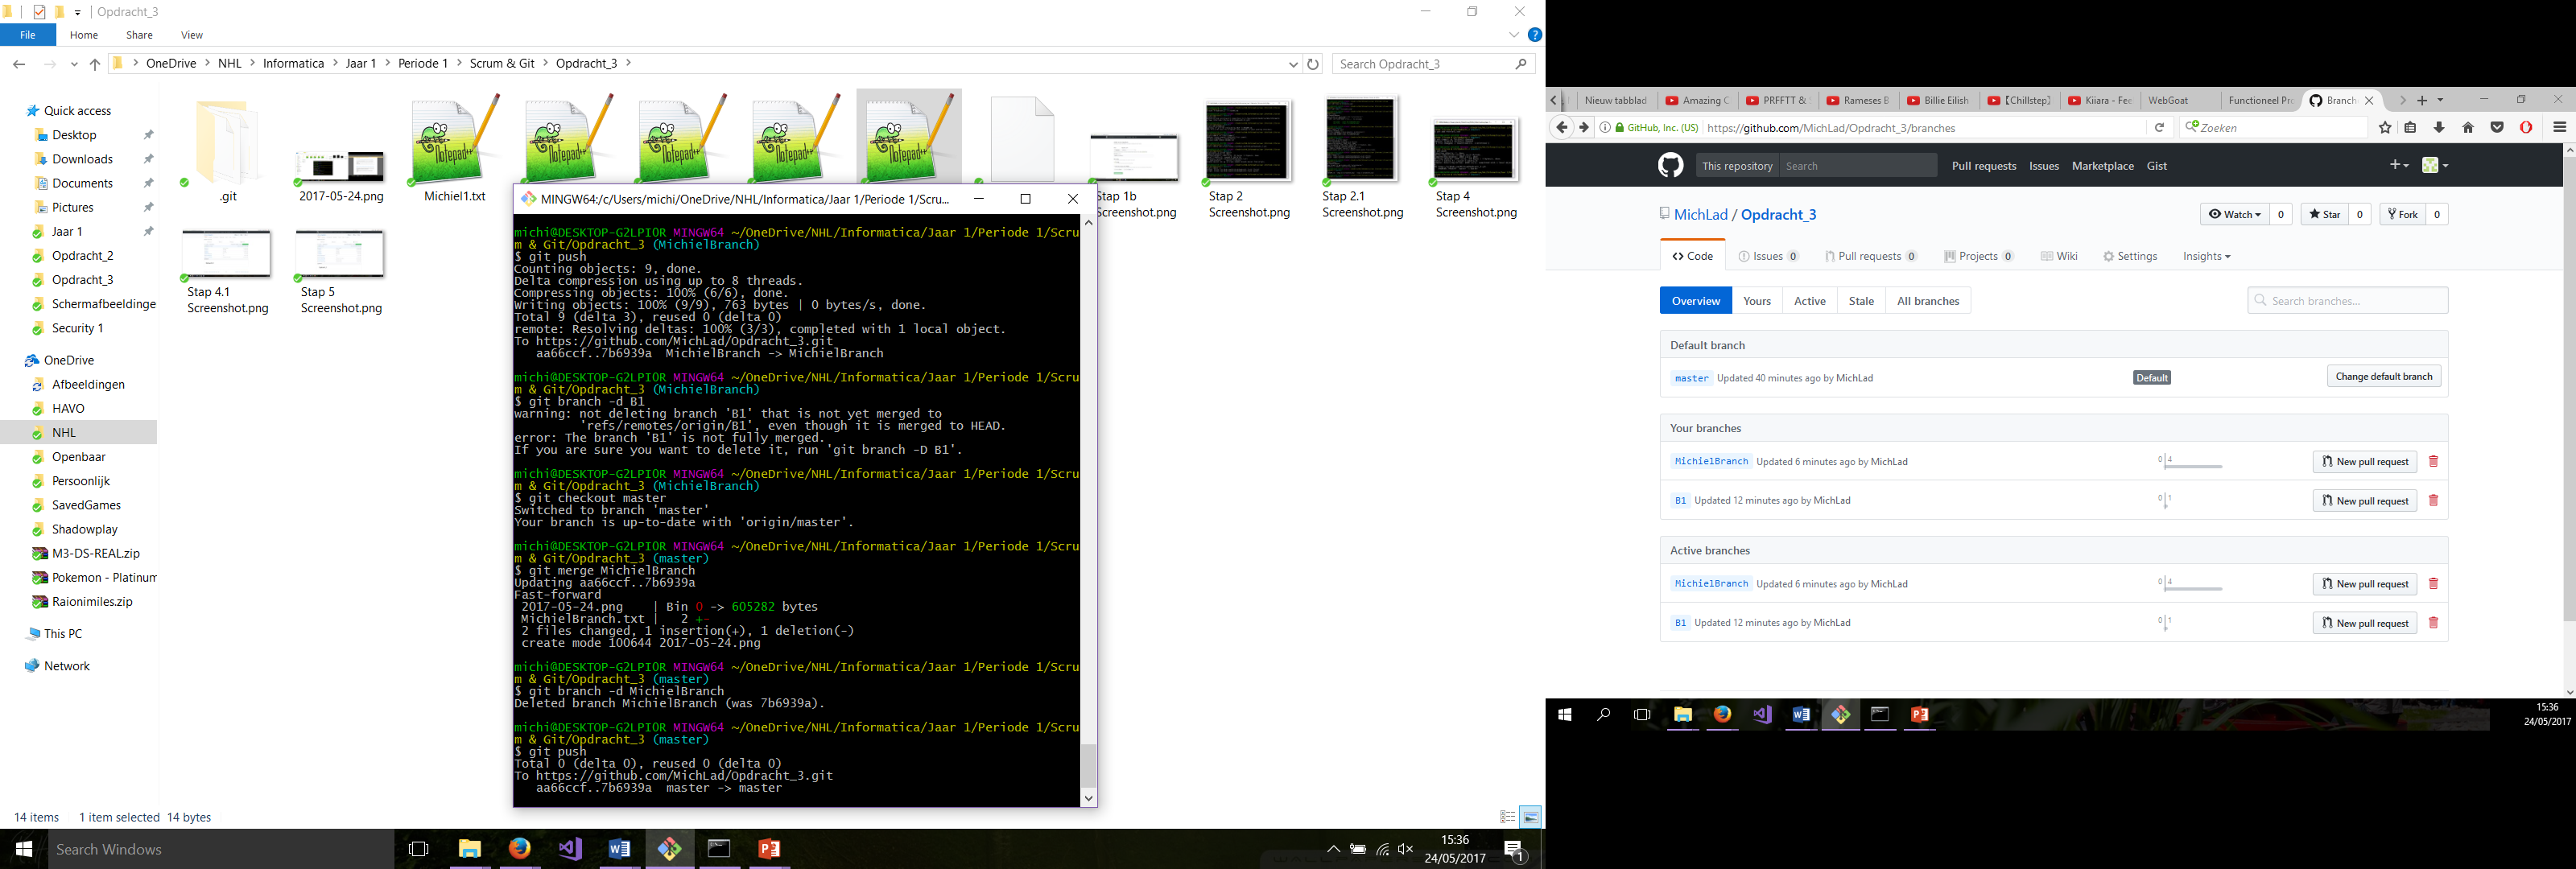 Opdracht_3
File Home Share View
OneDrive NHL Informatica Jaar 1 Periode 1 Scrum & Git Opdracht_3
Search Opdracht_3
Quick access
Desktop
Downloads
Documents
Pictures
Jaar 1
Opdracht_2
Opdracht_3
Schermafbeeldinge
Security 1
OneDrive
Afbeeldingen
HAVO
NHL
Openbaar
Persoonlijk
SavedGames
Shadowplay
M3-DS-REAL.zip
Pokemon - Platinum
Raionimiles.zip
This PC
Network
.git
2017-05-24.png
Michiel1.txt
Stap 1b
Screenshot.png
Stap 2
Screenshot.png
Stap 2.1
Screenshot.png
Stap 4
Screenshot.png
Stap 4.1
Screenshot.png
Stap 5
Screenshot.png
Notepad++
Notepad++
Notepad++
Notepad++
Notepad++
MINGW64:/c/Users/michi/OneDrive/NHL/Informatica/Jaar 1/Periode 1/Scru...
michi@DESKTOP-G2LPI0R MINGW64 ~/OneDrive/NHL/Informatica/Jaar 1/Periode 1/Scru
m & Git/Opdracht_3 (MichielBranch)
$ git push
Counting objects: 9, done.
Delta compression using up to 8 threads.
Compressing objects: 100% (6/6), done.
Writing objects: 100% (9/9), 763 bytes | 0 bytes/s, done.
Total 9 (delta 3), reused 0 (delta 0)
remote: Resolving deltas: 100% (3/3), completed with 1 local object.
To https://github.com/MichLad/Opdracht_3.git
aa66ccf..7b6939a MichielBranch -> MichielBranch
michi@DESKTOP-G2LPI0R MINGW64 ~/OneDrive/NHL/Informatica/Jaar 1/Periode 1/Scru
m & Git/Opdracht_3 (MichielBranch)
$ git branch -d B1
warning: not deleting branch 'B1' that is not yet merged to
'refs/remotes/origin/B1', even though it is merged to HEAD.
error: The branch 'B1' is not fully merged.
If you are sure you want to delete it, run 'git branch -D B1'.
michi@DESKTOP-G2LPI0R MINGW64 ~/OneDrive/NHL/Informatica/Jaar 1/Periode 1/Scru
m & Git/Opdracht_3 (MichielBranch)
$ git checkout master
Switched to branch 'master'
Your branch is up-to-date with 'origin/master'.
michi@DESKTOP-G2LPI0R MINGW64 ~/OneDrive/NHL/Informatica/Jaar 1/Periode 1/Scru
m & Git/Opdracht_3 (master)
$ git merge MichielBranch
Updating aa66ccf..7b6939a
Fast-forward
2017-05-24.png | Bin 0 -> 605282 bytes
MichielBranch.txt | 2 +-
2 files changed, 1 insertion(+), 1 deletion(-)
create mode 100644 2017-05-24.png
michi@DESKTOP-G2LPI0R MINGW64 ~/OneDrive/NHL/Informatica/Jaar 1/Periode 1/Scru
m & Git/Opdracht_3 (master)
$ git branch -d MichielBranch
Deleted branch MichielBranch (was 7b6939a).
michi@DESKTOP-G2LPI0R MINGW64 ~/OneDrive/NHL/Informatica/Jaar 1/Periode 1/Scru
m & Git/Opdracht_3 (master)
$ git push
Total 0 (delta 0), reused 0 (delta 0)
To https://github.com/MichLad/Opdracht_3.git
aa66ccf..7b6939a master -> master
14 items 1 item selected 14 bytes
Search Windows
15:36
24/05/2017
1
Nieuw tabblad Amazing C PRFFTT & Rameses B Billie Eilish 【Chillstep】 Kiiara - Fee WebGoat Functioneel Pro Branch
GitHub, Inc. (US) https://github.com/MichLad/Opdracht_3/branches
Zoeken
This repository Search Pull requests Issues Marketplace Gist
MichLad / Opdracht_3
Watch 0 Star 0 Fork 0
Code Issues 0 Pull requests 0 Projects 0 Wiki Settings Insights
Overview Yours Active Stale All branches
Search branches...
Default branch
master Updated 40 minutes ago by MichLad Default Change default branch
Your branches
MichielBranch Updated 6 minutes ago by MichLad 0 4 New pull request
B1 Updated 12 minutes ago by MichLad 0 1 New pull request
Active branches
MichielBranch Updated 6 minutes ago by MichLad 0 4 New pull request
B1 Updated 12 minutes ago by MichLad 0 1 New pull request
15:36
24/05/2017